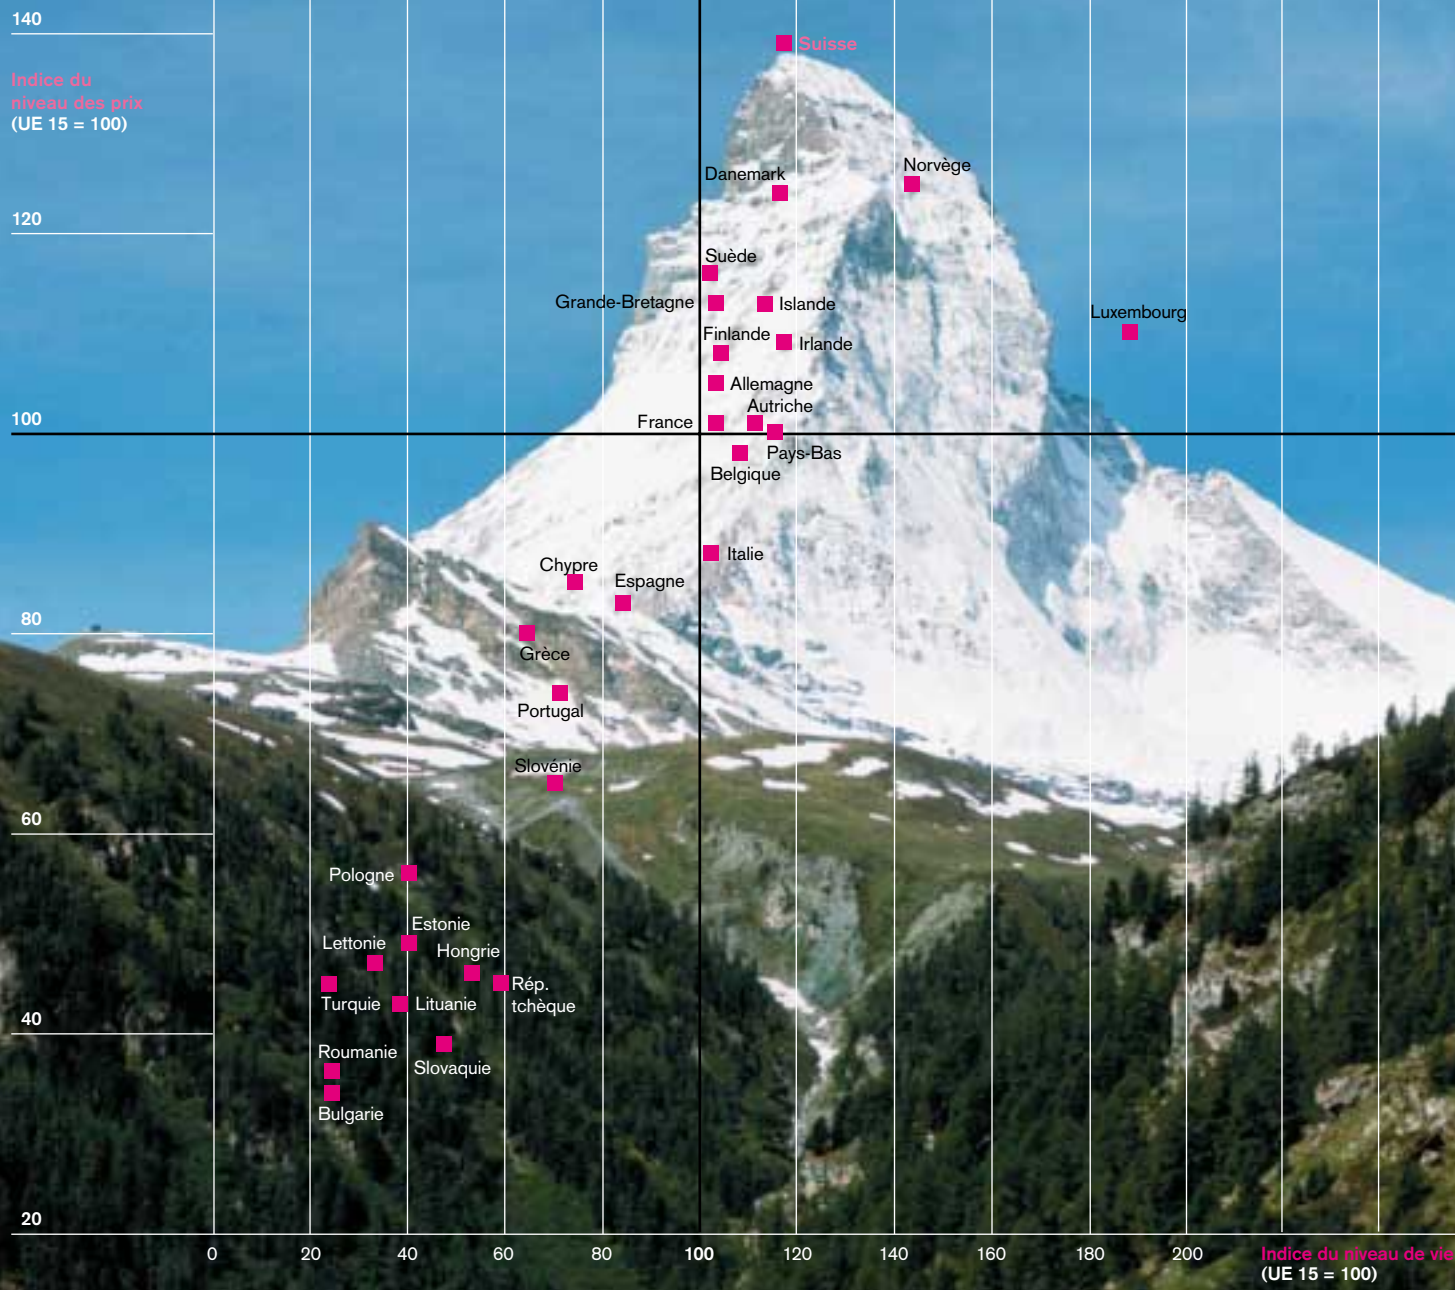 140
Suisse
Indice du
niveau des prix
(UE 15 = 100)
Norvège
Danemark
120
Suède
Grande-Bretagne
Islande
Luxembourg
Finlande
Irlande
Allemagne
Autriche
100
France
Pays-Bas
Belgique
Italie
Chypre
Espagne
80
Grèce
Portugal
Slovénie
60
Pologne
Estonie
Lettonie
Hongrie
Rép.
tchèque
Turquie
Lituanie
40
Roumanie
Slovaquie
Bulgarie
20
0 20 40 60 80 100 120 140 160 180 200
Indice du niveau de vie
(UE 15 = 100)